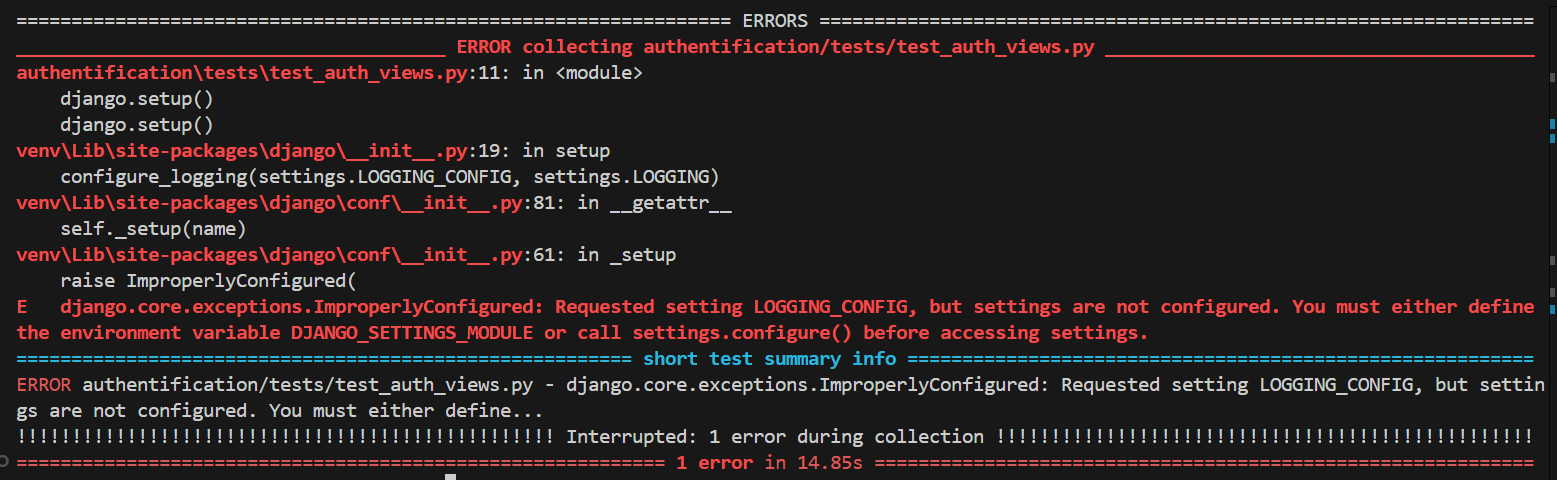 ================================================================= ERRORS =================================================================
_______________________________________ ERROR collecting authentification/tests/test_auth_views.py _______________________________________
authentification\tests\test_auth_views.py:11: in <module>
    django.setup()
    django.setup()
venv\Lib\site-packages\django\__init__.py:19: in setup
    configure_logging(settings.LOGGING_CONFIG, settings.LOGGING)
venv\Lib\site-packages\django\conf\__init__.py:81: in __getattr__
    self._setup(name)
venv\Lib\site-packages\django\conf\__init__.py:61: in _setup
    raise ImproperlyConfigured(
E   django.core.exceptions.ImproperlyConfigured: Requested setting LOGGING_CONFIG, but settings are not configured. You must either define
the environment variable DJANGO_SETTINGS_MODULE or call settings.configure() before accessing settings.
======================================================== short test summary info =========================================================
ERROR authentification/tests/test_auth_views.py - django.core.exceptions.ImproperlyConfigured: Requested setting LOGGING_CONFIG, but settin
gs are not configured. You must either define...
!!!!!!!!!!!!!!!!!!!!!!!!!!!!!!!!!!!!!!!!!!!!!!!!! Interrupted: 1 error during collection !!!!!!!!!!!!!!!!!!!!!!!!!!!!!!!!!!!!!!!!!!!!!!!!!
=========================================================== 1 error in 14.85s ============================================================